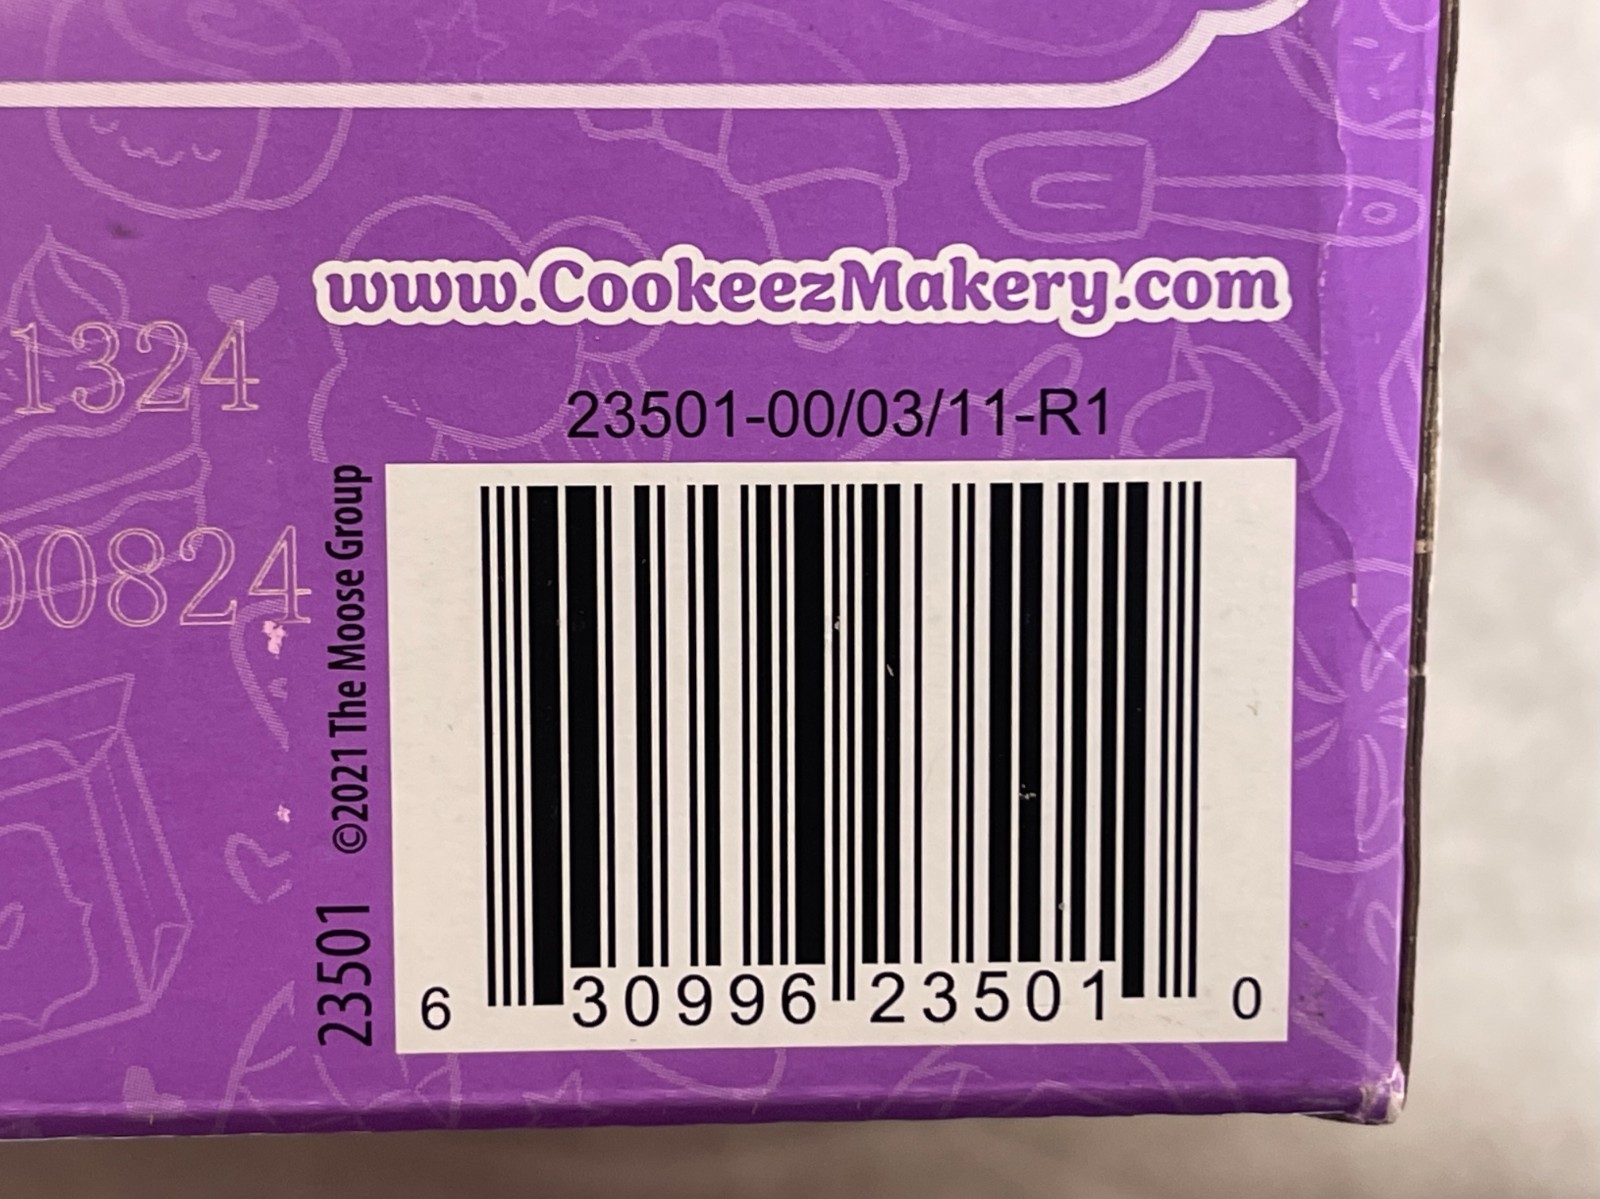 www.CookeezMakery.com
1324
23501-00/03/11-R1
00824
23501 ©2021 The Moose Group
6 30996 23501 0